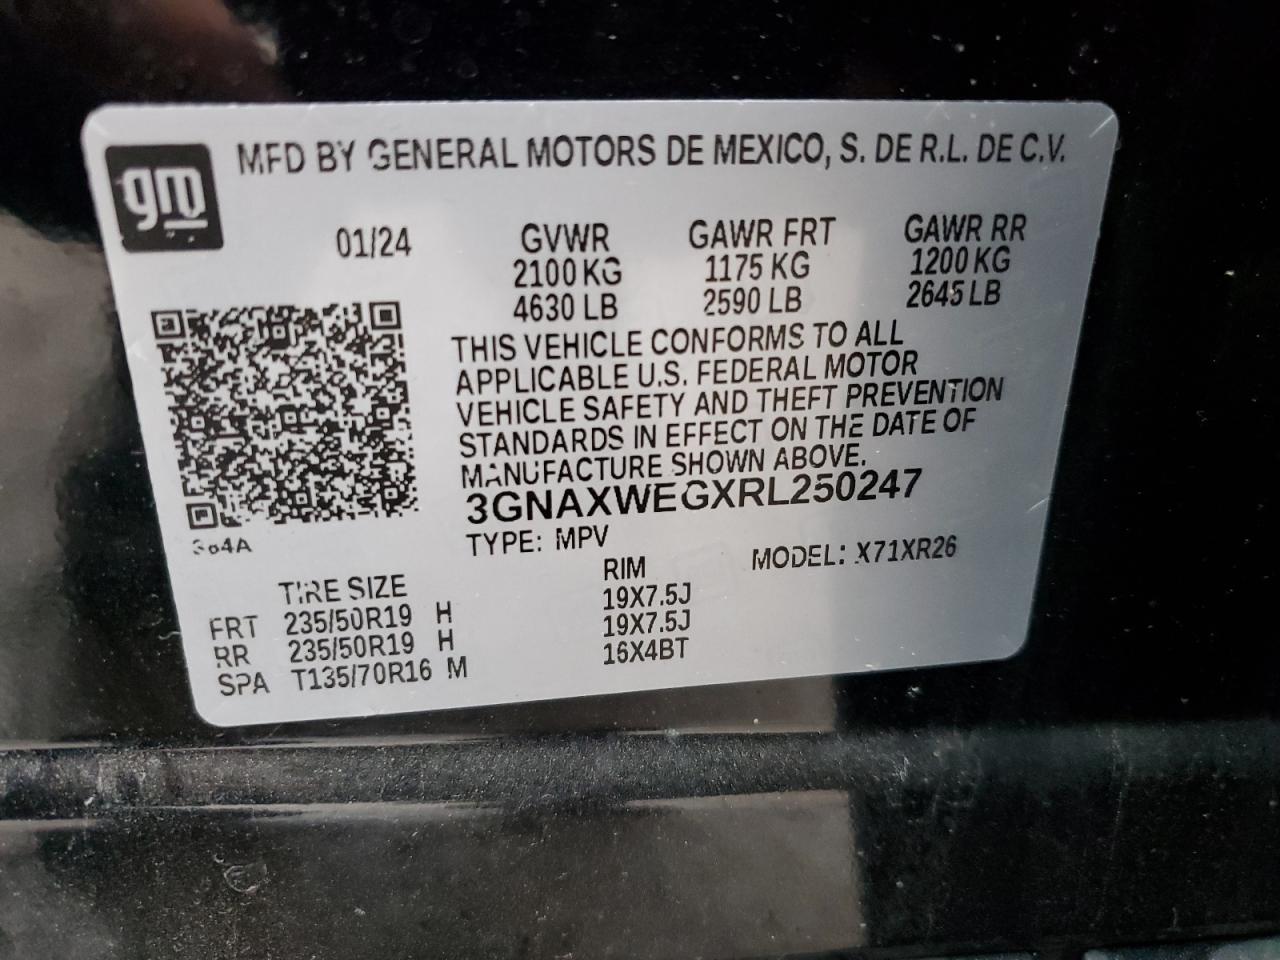 gm
MFD BY GENERAL MOTORS DE MEXICO, S. DE R.L. DE C.V.
01/24 GVWR GAWR FRT GAWR RR
2100 KG 1175 KG 1200 KG
4630 LB 2590 LB 2645 LB
THIS VEHICLE CONFORMS TO ALL
APPLICABLE U.S. FEDERAL MOTOR
VEHICLE SAFETY AND THEFT PREVENTION
STANDARDS IN EFFECT ON THE DATE OF
MANUFACTURE SHOWN ABOVE.
3GNAXWEGXRL250247
TYPE: MPV MODEL: X71XR26
TIRE SIZE RIM
FRT 235/50R19 H 19X7.5J
RR 235/50R19 H 19X7.5J
SPA T135/70R16 M 16X4BT